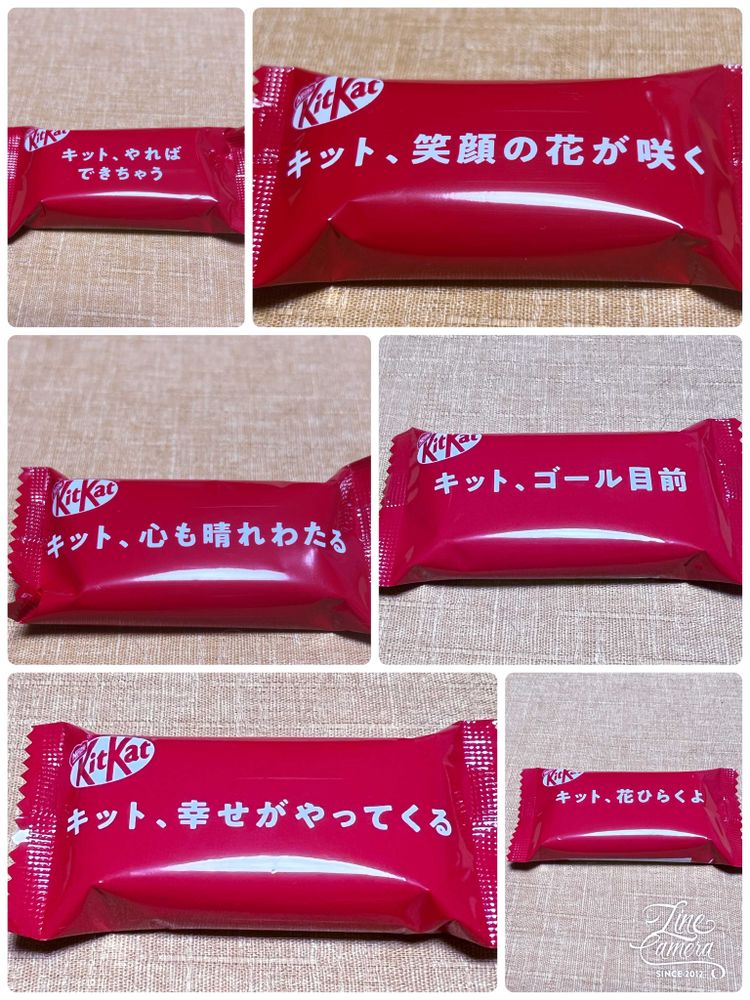 KitKat
キット、やれば
できちゃう
KitKat
キット、笑顔の花が咲く
KitKat
キット、心も晴れわたる
KitKat
キット、ゴール目前
KitKat
キット、幸せがやってくる
KitKat
キット、花ひらくよ
Line
Camera
SINCE 2012